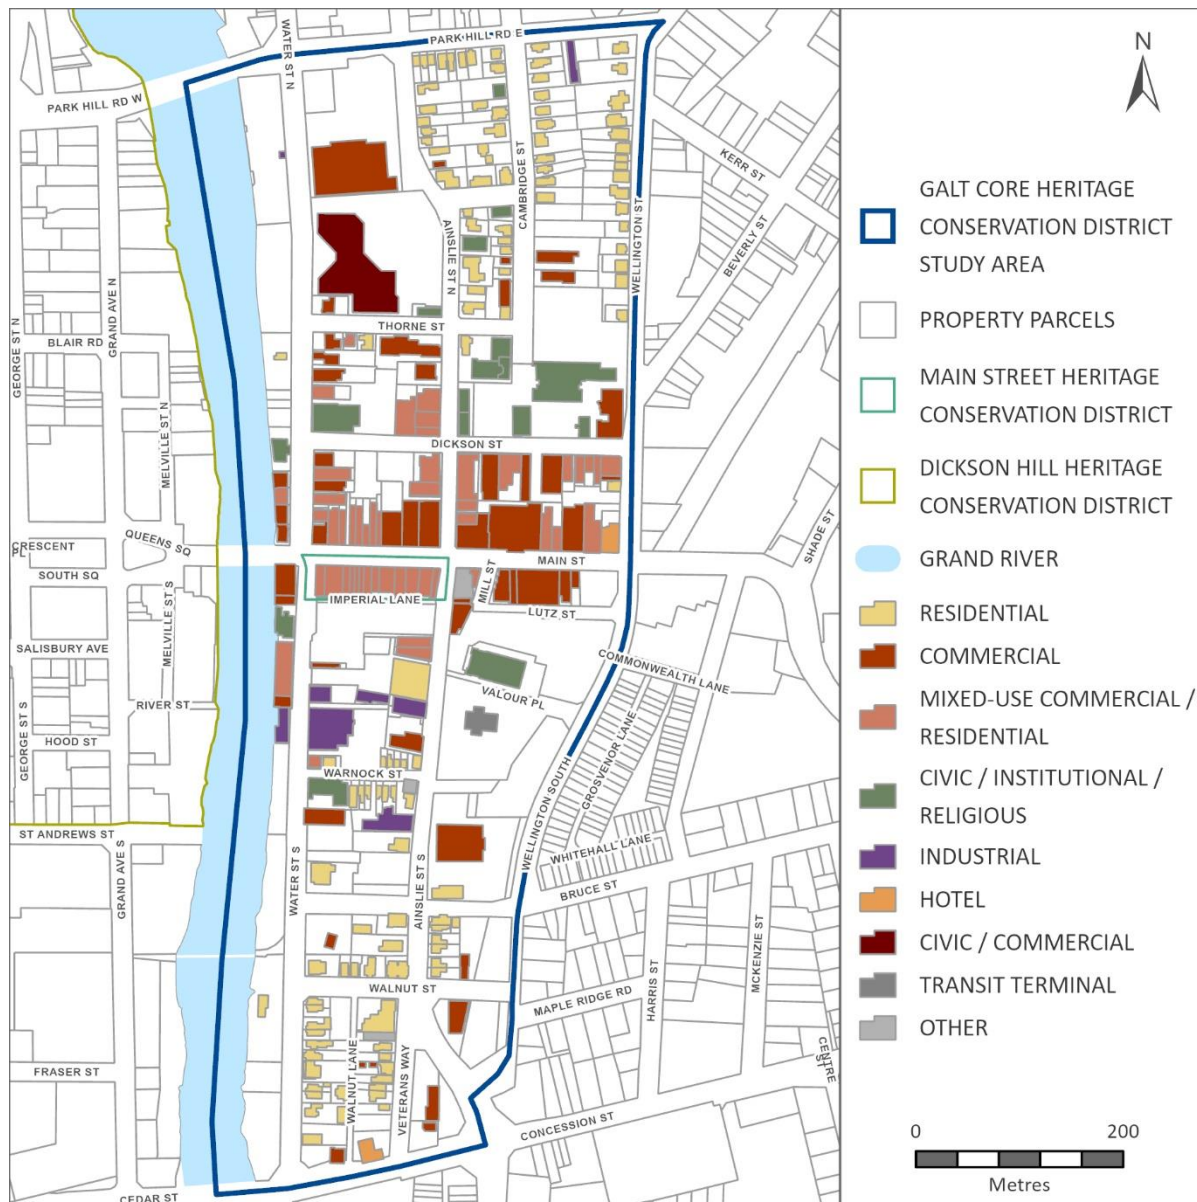 PARK HILL RD E
WATER ST N
PARK HILL RD W
N
KERR ST
CAMBRIDGE ST
WELLINGTON ST
BEVERLY ST
AINSLIE ST N
GRAND AVE N
GEORGE ST N
THORNE ST
BLAIR RD
MELVILLE ST N
DICKSON ST
SHADE ST
QUEENS SQ
CRESCENT
PL
SOUTH SQ
MAIN ST
MILL ST
IMPERIAL LANE
LUTZ ST
MELVILLE ST S
SALISBURY AVE
COMMONWEALTH LANE
VALOUR PL
RIVER ST
GEORGE ST S
HOOD ST
GROSVENOR LANE
WARNOCK ST
WELLINGTON SOUTH
ST ANDREWS ST
WHITEHALL LANE
GRAND AVE S
WATER ST S
AINSLIE ST S
BRUCE ST
MCKENZIE ST
HARRIS ST
WALNUT ST
MAPLE RIDGE RD
CENTRE
ST
FRASER ST
WALNUT LANE
VETERANS WAY
CONCESSION ST
CEDAR ST
GALT CORE HERITAGE
CONSERVATION DISTRICT
STUDY AREA
PROPERTY PARCELS
MAIN STREET HERITAGE
CONSERVATION DISTRICT
DICKSON HILL HERITAGE
CONSERVATION DISTRICT
GRAND RIVER
RESIDENTIAL
COMMERCIAL
MIXED-USE COMMERCIAL /
RESIDENTIAL
CIVIC / INSTITUTIONAL /
RELIGIOUS
INDUSTRIAL
HOTEL
CIVIC / COMMERCIAL
TRANSIT TERMINAL
OTHER
0 200
Metres